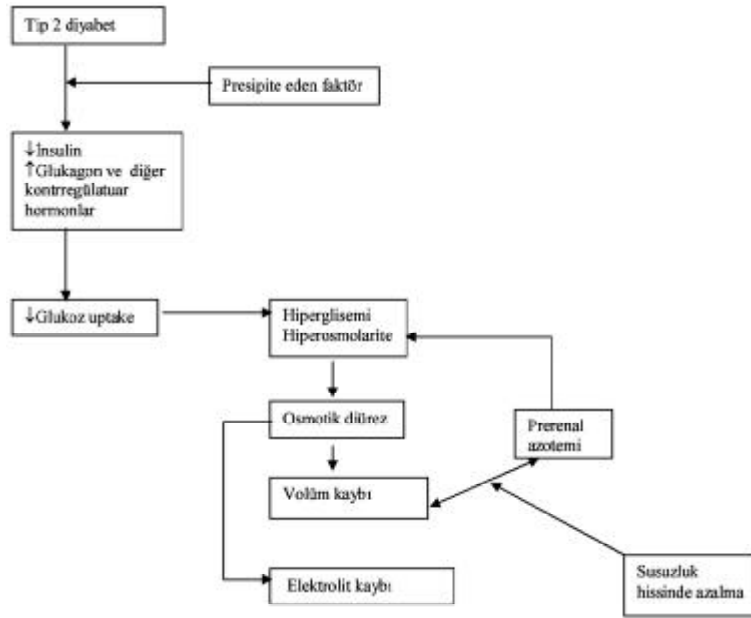 Tip 2 diyabet
Presipite eden faktör
↓İnsulin
↑Glukagon ve diğer
kontrregülatuar
hormonlar
↓Glukoz uptake
Hiperglisemi
Hiperosmolarite
Osmotik diürez
Prerenal
azotemi
Volüm kaybı
Elektrolit kaybı
Susuzluk
hissinde azalma